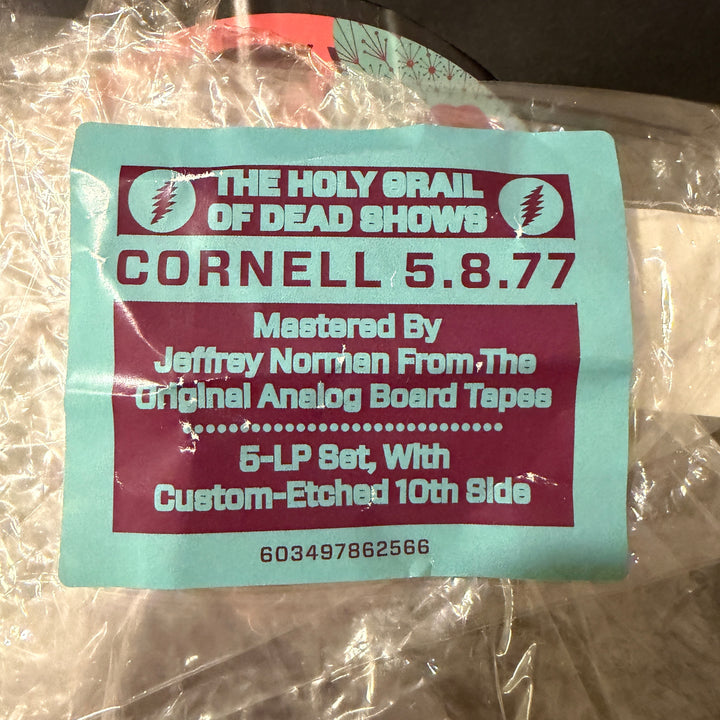 THE HOLY GRAIL
OF DEAD SHOWS
CORNELL 5.8.77
Mastered By
Jeffrey Norman From The
Original Analog Board Tapes
5-LP Set, With
Custom-Etched 10th Side
603497862566